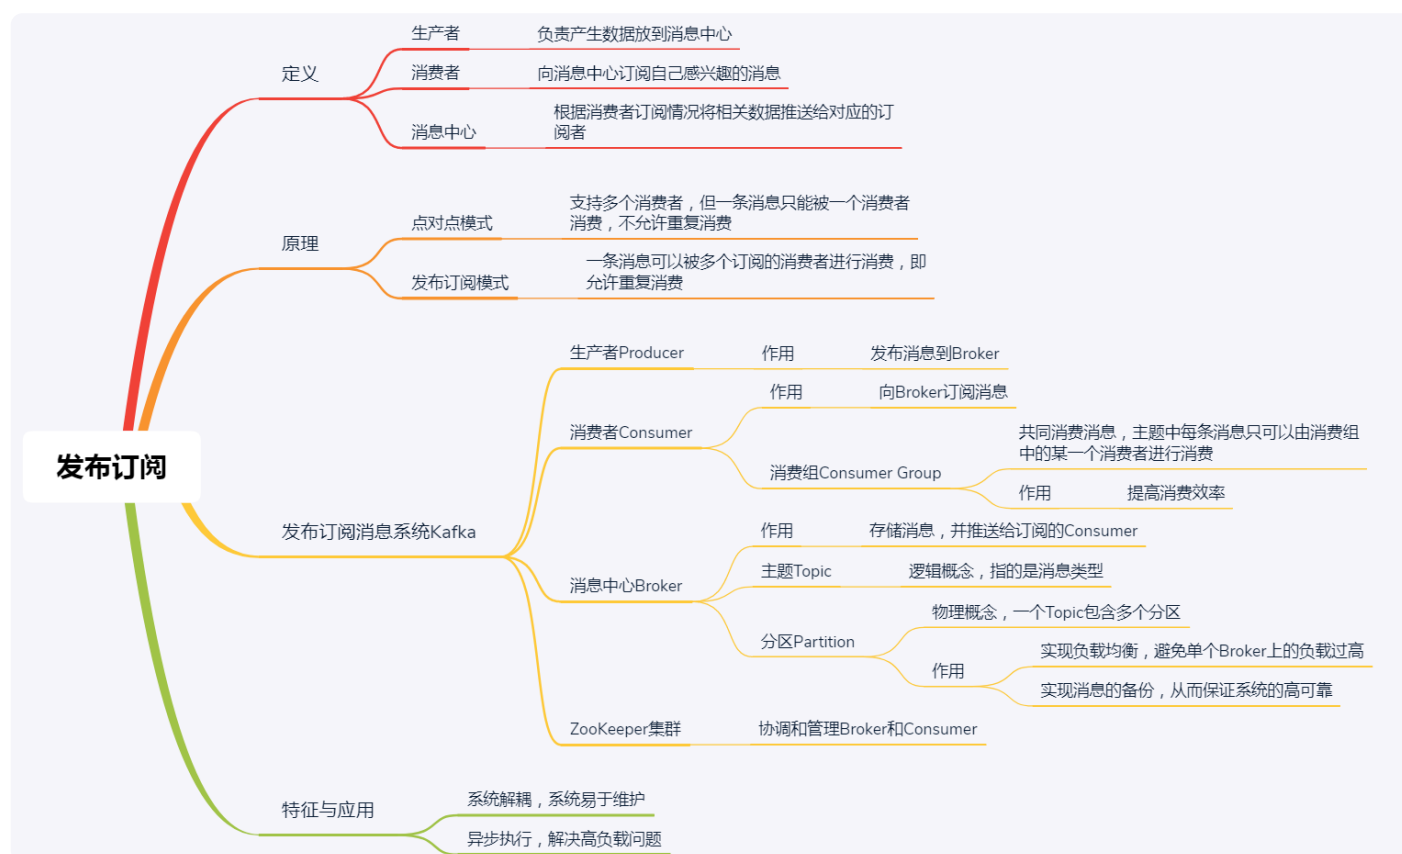 发布订阅
定义
生产者
负责产生数据放到消息中心
消费者
向消息中心订阅自己感兴趣的消息
消息中心
根据消费者订阅情况将相关数据推送给对应的订
阅者
原理
点对点模式
支持多个消费者，但一条消息只能被一个消费者
消费，不允许重复消费
发布订阅模式
一条消息可以被多个订阅的消费者进行消费，即
允许重复消费
发布订阅消息系统Kafka
生产者Producer
作用
发布消息到Broker
消费者Consumer
作用
向Broker订阅消息
消费组Consumer Group
共同消费消息，主题中每条消息只可以由消费组
中的某一个消费者进行消费
作用
提高消费效率
消息中心Broker
作用
存储消息，并推送给订阅的Consumer
主题Topic
逻辑概念，指的是消息类型
分区Partition
物理概念，一个Topic包含多个分区
作用
实现负载均衡，避免单个Broker上的负载过高
实现消息的备份，从而保证系统的高可靠
ZooKeeper集群
协调和管理Broker和Consumer
特征与应用
系统解耦，系统易于维护
异步执行，解决高负载问题